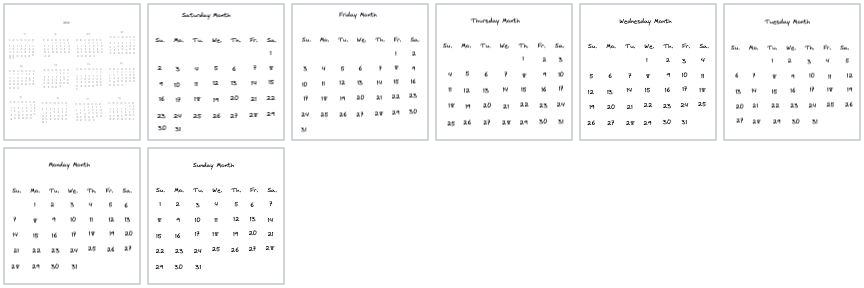 Saturday Month
Su. Mo. Tu. We. Th. Fr. Sa.
1
2 3 4 5 6 7 8
9 10 11 12 13 14 15
16 17 18 19 20 21 22
23 24 25 26 27 28 29
30 31
Friday Month
Su. Mo. Tu. We. Th. Fr. Sa.
1 2
3 4 5 6 7 8 9
10 11 12 13 14 15 16
17 18 19 20 21 22 23
24 25 26 27 28 29 30
31
Thursday Month
Su. Mo. Tu. We. Th. Fr. Sa.
1 2 3
4 5 6 7 8 9 10
11 12 13 14 15 16 17
18 19 20 21 22 23 24
25 26 27 28 29 30 31
Wednesday Month
Su. Mo. Tu. We. Th. Fr. Sa.
1 2 3 4
5 6 7 8 9 10 11
12 13 14 15 16 17 18
19 20 21 22 23 24 25
26 27 28 29 30 31
Tuesday Month
Su. Mo. Tu. We. Th. Fr. Sa.
1 2 3 4 5
6 7 8 9 10 11 12
13 14 15 16 17 18 19
20 21 22 23 24 25 26
27 28 29 30 31
Monday Month
Su. Mo. Tu. We. Th. Fr. Sa.
1 2 3 4 5 6
7 8 9 10 11 12 13
14 15 16 17 18 19 20
21 22 23 24 25 26 27
28 29 30 31
Sunday Month
Su. Mo. Tu. We. Th. Fr. Sa.
1 2 3 4 5 6 7
8 9 10 11 12 13 14
15 16 17 18 19 20 21
22 23 24 25 26 27 28
29 30 31